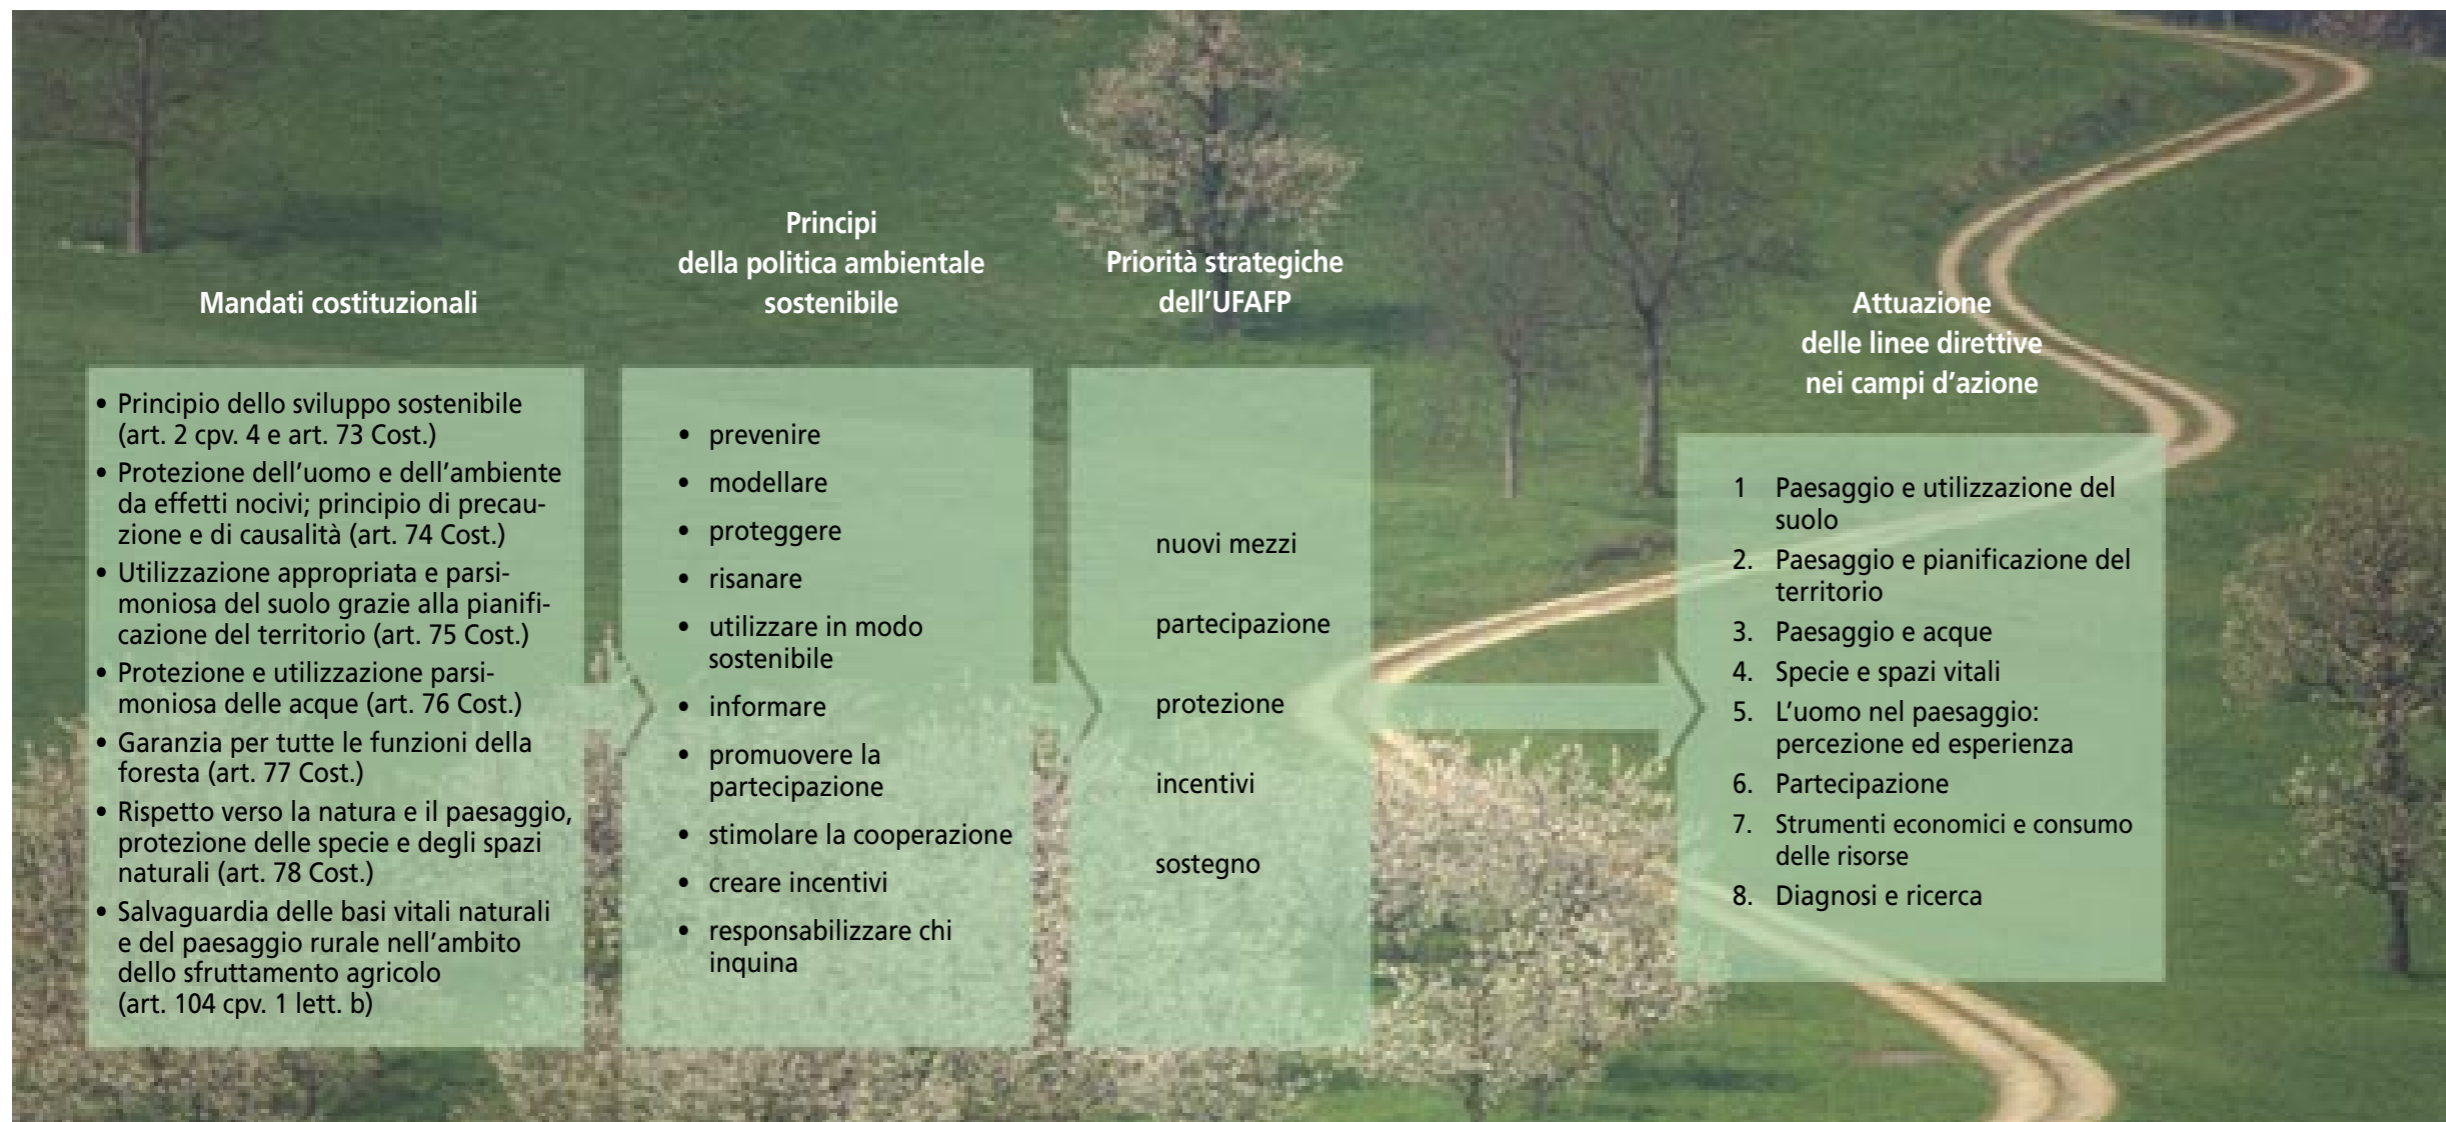 Mandati costituzionali
• Principio dello sviluppo sostenibile
(art. 2 cpv. 4 e art. 73 Cost.)
• Protezione dell'uomo e dell'ambiente
da effetti nocivi; principio di precau-
zione e di causalità (art. 74 Cost.)
• Utilizzazione appropriata e parsi-
moniosa del suolo grazie alla pianifi-
cazione del territorio (art. 75 Cost.)
• Protezione e utilizzazione parsi-
moniosa delle acque (art. 76 Cost.)
• Garanzia per tutte le funzioni della
foresta (art. 77 Cost.)
• Rispetto verso la natura e il paesaggio,
protezione delle specie e degli spazi
naturali (art. 78 Cost.)
• Salvaguardia delle basi vitali naturali
e del paesaggio rurale nell'ambito
dello sfruttamento agricolo
(art. 104 cpv. 1 lett. b)
Principi
della politica ambientale
sostenibile
• prevenire
• modellare
• proteggere
• risanare
• utilizzare in modo
sostenibile
• informare
• promuovere la
partecipazione
• stimolare la cooperazione
• creare incentivi
• responsabilizzare chi
inquina
Priorità strategiche
dell'UFAFP
nuovi mezzi
partecipazione
protezione
incentivi
sostegno
Attuazione
delle linee direttive
nei campi d'azione
1 Paesaggio e utilizzazione del
suolo
2. Paesaggio e pianificazione del
territorio
3. Paesaggio e acque
4. Specie e spazi vitali
5. L'uomo nel paesaggio:
percezione ed esperienza
6. Partecipazione
7. Strumenti economici e consumo
delle risorse
8. Diagnosi e ricerca